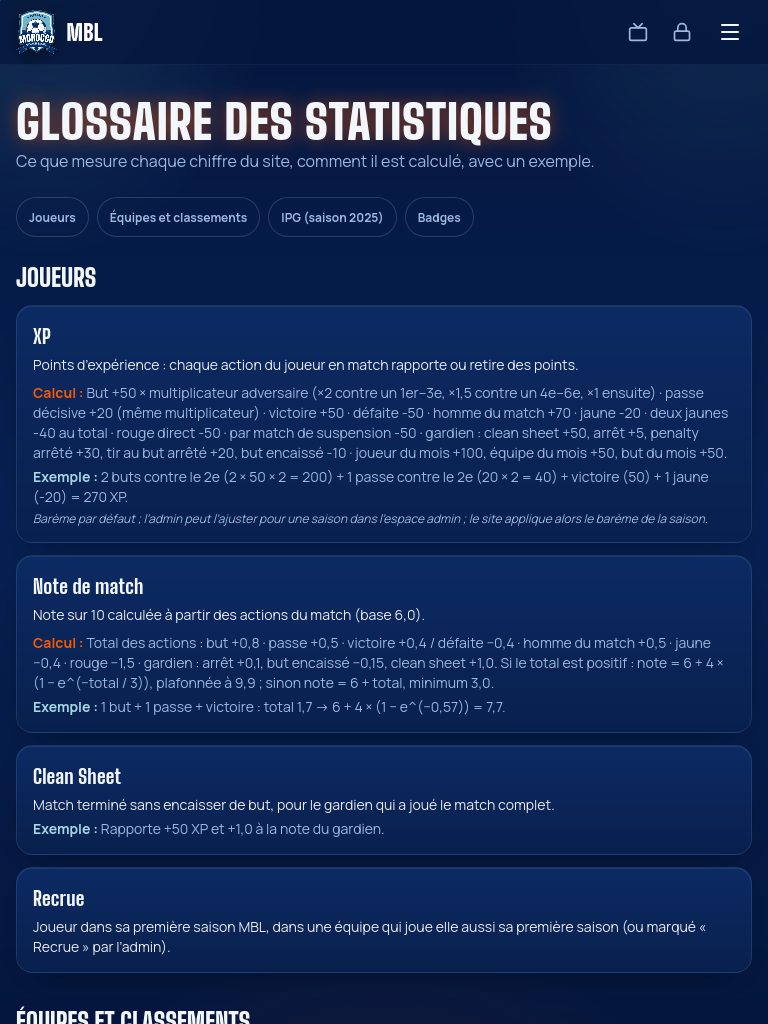 MOROCCO
MBL
GLOSSAIRE DES STATISTIQUES
Ce que mesure chaque chiffre du site, comment il est calculé, avec un exemple.
Joueurs
Équipes et classements
IPG (saison 2025)
Badges
JOUEURS
XP
Points d'expérience : chaque action du joueur en match rapporte ou retire des points.
Calcul : But +50 × multiplicateur adversaire (×2 contre un 1er–3e, ×1,5 contre un 4e–6e, ×1 ensuite) · passe
décisive +20 (même multiplicateur) · victoire +50 · défaite -50 · homme du match +70 · jaune -20 · deux jaunes
-40 au total · rouge direct -50 · par match de suspension -50 · gardien : clean sheet +50, arrêt +5, penalty
arrêté +30, tir au but arrêté +20, but encaissé -10 · joueur du mois +100, équipe du mois +50, but du mois +50.
Exemple : 2 buts contre le 2e (2 × 50 × 2 = 200) + 1 passe contre le 2e (20 × 2 = 40) + victoire (50) + 1 jaune
(-20) = 270 XP.
Barème par défaut ; l'admin peut l'ajuster pour une saison dans l'espace admin ; le site applique alors le barème de la saison.
Note de match
Note sur 10 calculée à partir des actions du match (base 6,0).
Calcul : Total des actions : but +0,8 · passe +0,5 · victoire +0,4 / défaite −0,4 · homme du match +0,5 · jaune
−0,4 · rouge −1,5 · gardien : arrêt +0,1, but encaissé −0,15, clean sheet +1,0. Si le total est positif : note = 6 + 4 ×
(1 − e^(−total / 3)), plafonnée à 9,9 ; sinon note = 6 + total, minimum 3,0.
Exemple : 1 but + 1 passe + victoire : total 1,7 → 6 + 4 × (1 − e^(−0,57)) = 7,7.
Clean Sheet
Match terminé sans encaisser de but, pour le gardien qui a joué le match complet.
Exemple : Rapporte +50 XP et +1,0 à la note du gardien.
Recrue
Joueur dans sa première saison MBL, dans une équipe qui joue elle aussi sa première saison (ou marqué «
Recrue » par l'admin).
ÉQUIPES ET CLASSEMENTS